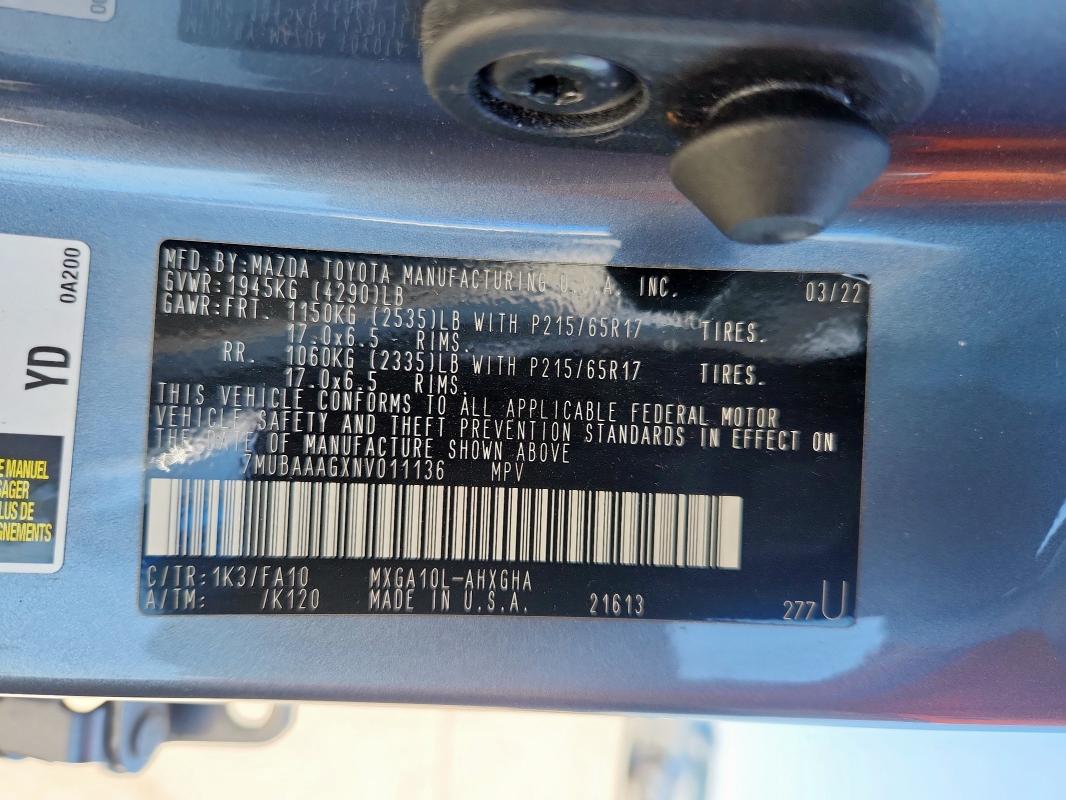 MFD.BY:MAZDA TOYOTA MANUFACTURING U.S.A. INC. 03/22
GVWR:1945KG (4290)LB
GAWR:FRT. 1150KG (2535)LB WITH P215/65R17 TIRES.
17.0x6.5 RIMS.
RR. 1060KG (2335)LB WITH P215/65R17 TIRES.
17.0x6.5 RIMS.
THIS VEHICLE CONFORMS TO ALL APPLICABLE FEDERAL MOTOR
VEHICLE SAFETY AND THEFT PREVENTION STANDARDS IN EFFECT ON
THE DATE OF MANUFACTURE SHOWN ABOVE
7MUBAAAGXNV011136 MPV
C/TR:1K3/FA10 MXGA10L-AHXGHA
A/TM: /K120 MADE IN U.S.A. 21613 277U
0A200
YD
E MANUEL
SAGER
LUS DE
GNEMENTS